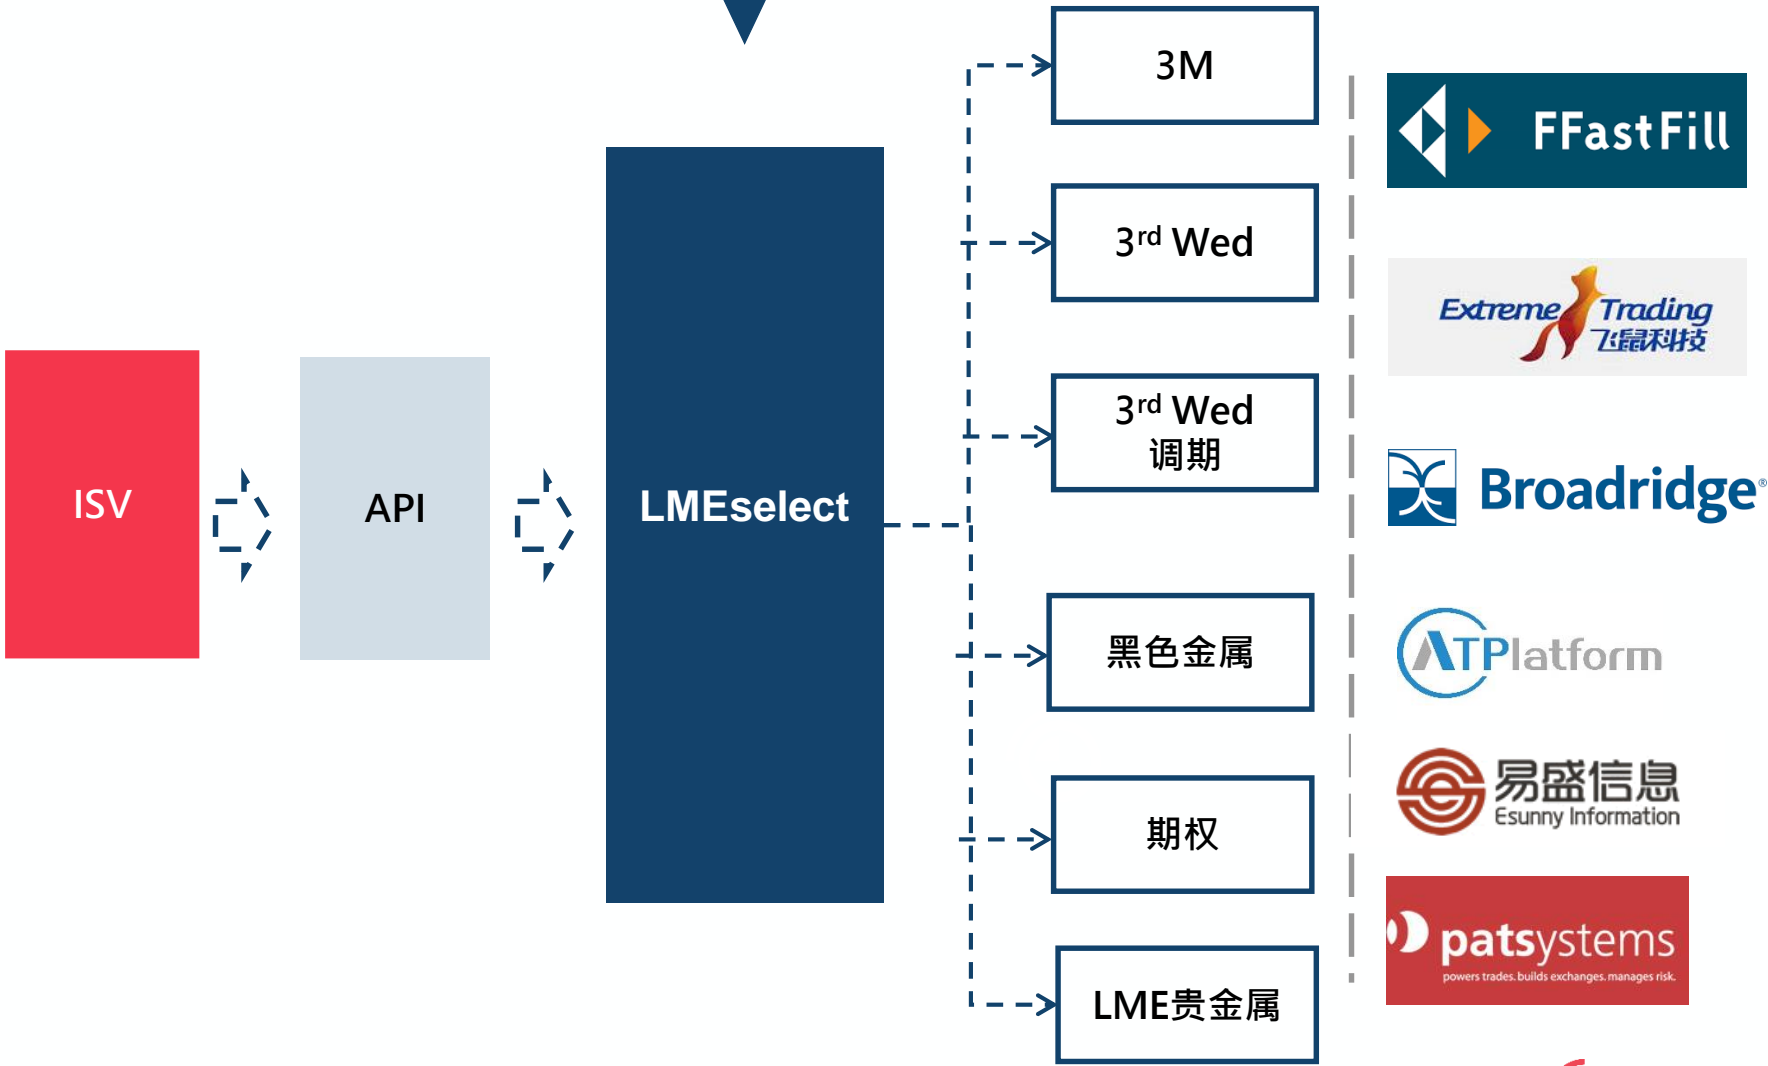 ISV
API
LMEselect
3M
3rd Wed
3rd Wed
调期
黑色金属
期权
LME贵金属
FFastFill
Extreme Trading
飞鼠科技
Broadridge®
ATPlatform
易盛信息
Esunny Information
patsystems
powers trades. builds exchanges. manages risk.